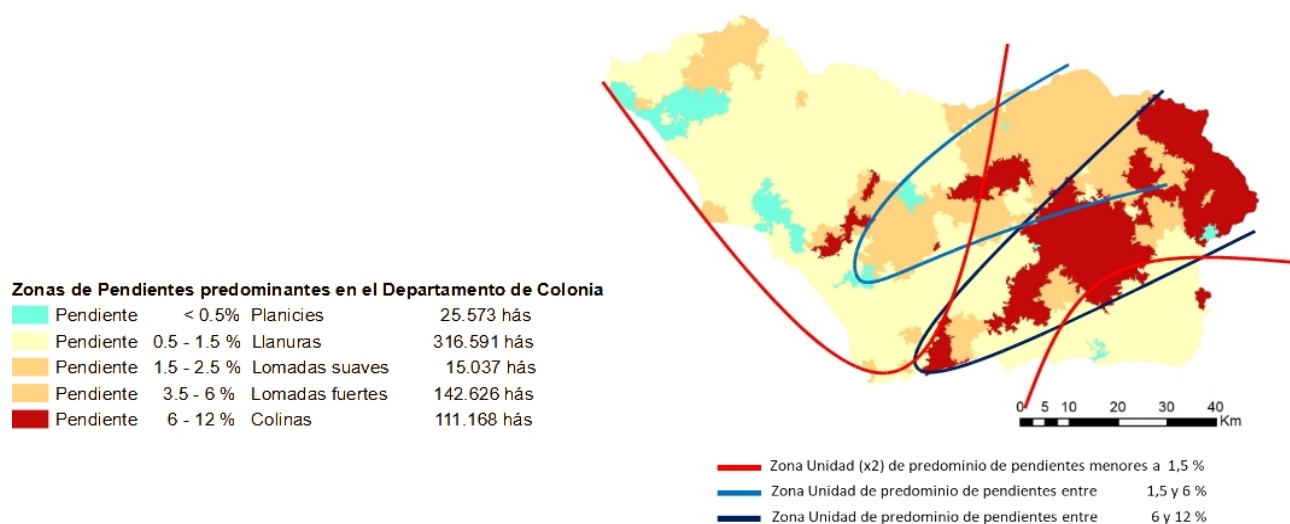 Zonas de Pendientes predominantes en el Departamento de Colonia
Pendiente < 0.5% Planicies 25.573 hás
Pendiente 0.5 - 1.5 % Llanuras 316.591 hás
Pendiente 1.5 - 2.5 % Lomadas suaves 15.037 hás
Pendiente 3.5 - 6 % Lomadas fuertes 142.626 hás
Pendiente 6 - 12 % Colinas 111.168 hás
0 5 10 20 30 40
Km
Zona Unidad (x2) de predominio de pendientes menores a 1,5 %
Zona Unidad de predominio de pendientes entre 1,5 y 6 %
Zona Unidad de predominio de pendientes entre 6 y 12 %